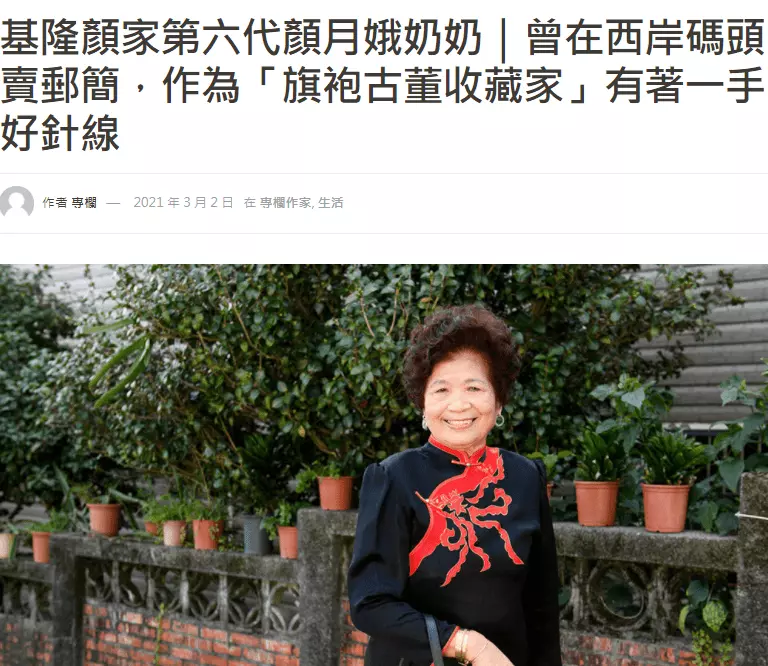 基隆顏家第六代顏月娥奶奶｜曾在西岸碼頭
賣郵簡，作為「旗袍古董收藏家」有著一手
好針線
作者 專欄 — 2021 年 3 月 2 日 在 專欄作家, 生活